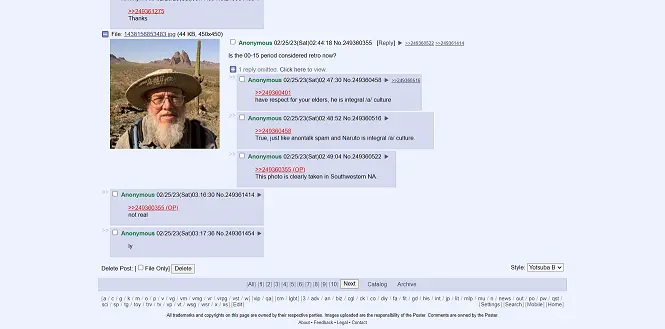 >>249361275
Thanks
File: 1438156953483.jpg (44 KB, 450x450)
Anonymous 02/25/23(Sat)02:44:18 No.249360355 [Reply] ▶ >>249360522 >>249361414
Is the 00-15 period considered retro now?
1 reply omitted. Click here to view
>> Anonymous 02/25/23(Sat)02:47:30 No.249360458 ▶ >>249360516
>>249360401
have respect for your elders, he is integral /a/ culture
>> Anonymous 02/25/23(Sat)02:48:52 No.249360516 ▶
>>249360458
True, just like anontalk spam and Naruto is integral /a/ culture.
>> Anonymous 02/25/23(Sat)02:49:04 No.249360522 ▶
>>249360355 (OP)
This photo is clearly taken in Southwestern NA.
>> Anonymous 02/25/23(Sat)03:16:30 No.249361414 ▶
>>249360355 (OP)
not real
>> Anonymous 02/25/23(Sat)03:17:36 No.249361454 ▶
ly
Delete Post: [ File Only] Delete
Style: Yotsuba B
[All] [1] [2] [3] [4] [5] [6] [7] [8] [9] [10] Next Catalog Archive
[a / c / g / k / m / o / p / v / vg / vm / vmg / vr / vrpg / vst / w] [vip / qa] [cm / lgbt] [3 / adv / an / biz / cgl / ck / co / diy / fa / fit / gd / his / int / jp / lit / mlp / mu / n / news / out / po / pw / qst /
sci / sp / tg / toy / trv / tv / vp / vt / wsg / wsr / x / xs] [Edit]
[Settings] [Search] [Mobile] [Home]
All trademarks and copyrights on this page are owned by their respective parties. Images uploaded are the responsibility of the Poster. Comments are owned by the Poster.
About • Feedback • Legal • Contact